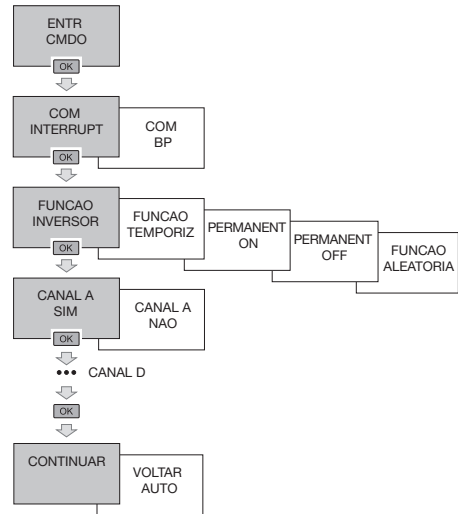 ENTR
CMDO
OK
COM
INTERRUPT
COM
BP
OK
FUNCAO
INVERSOR
FUNCAO
TEMPORIZ
PERMANENT
ON
PERMANENT
OFF
FUNCAO
ALEATORIA
OK
CANAL A
SIM
CANAL A
NAO
OK
••• CANAL D
OK
CONTINUAR
VOLTAR
AUTO